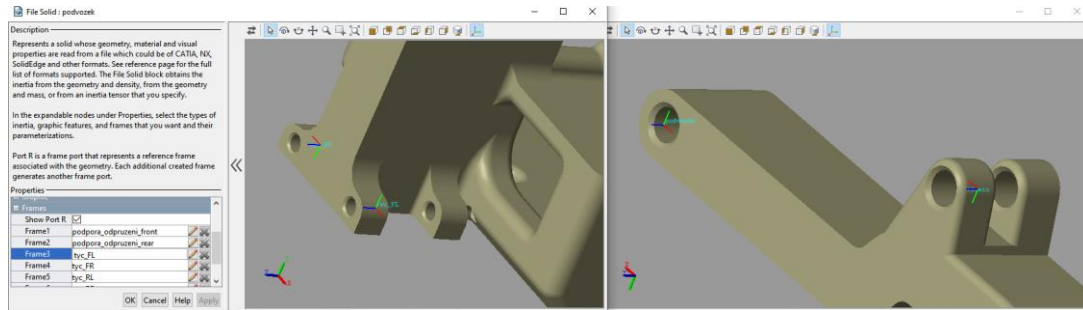 File Solid : podvozek
Description
Represents a solid whose geometry, material and visual
properties are read from a file which could be of CATIA, NX,
SolidEdge and other formats. See reference page for the full
list of formats supported. The File Solid block obtains the
inertia from the geometry and density, from the geometry
and mass, or from an inertia tensor that you specify.
In the expandable nodes under Properties, select the types of
inertia, graphic features, and frames that you want and their
parameterizations.
Port R is a frame port that represents a reference frame
associated with the geometry. Each additional created frame
generates another frame port.
Properties
Frames
Show Port R
Frame1 podpora_odpruzeni_front
Frame2 podpora_odpruzeni_rear
Frame3 tyc_FL
Frame4 tyc_FR
Frame5 tyc_RL
OK Cancel Help Apply